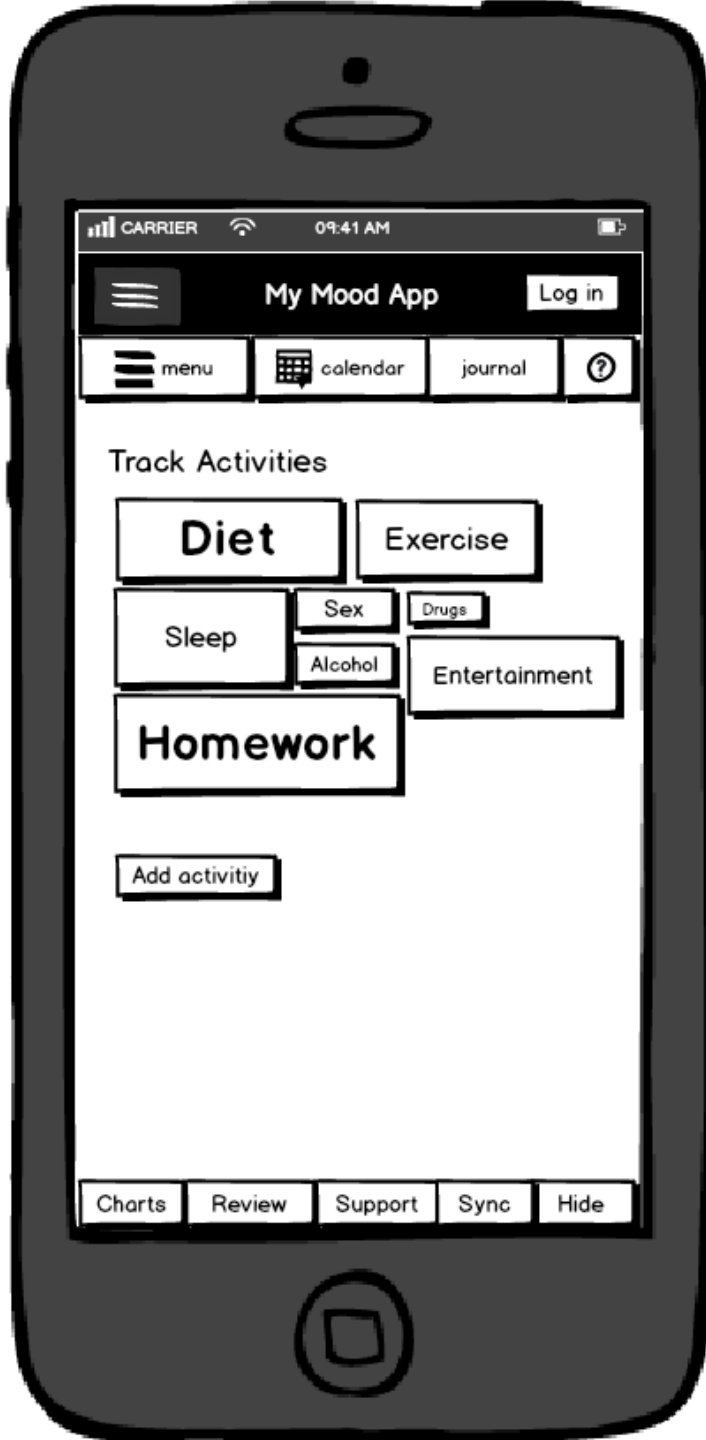 CARRIER 09:41 AM
My Mood App Log in
menu calendar journal ?
Track Activities
Diet Exercise
Sleep Sex Drugs
Alcohol Entertainment
Homework
Add activitiy
Charts Review Support Sync Hide